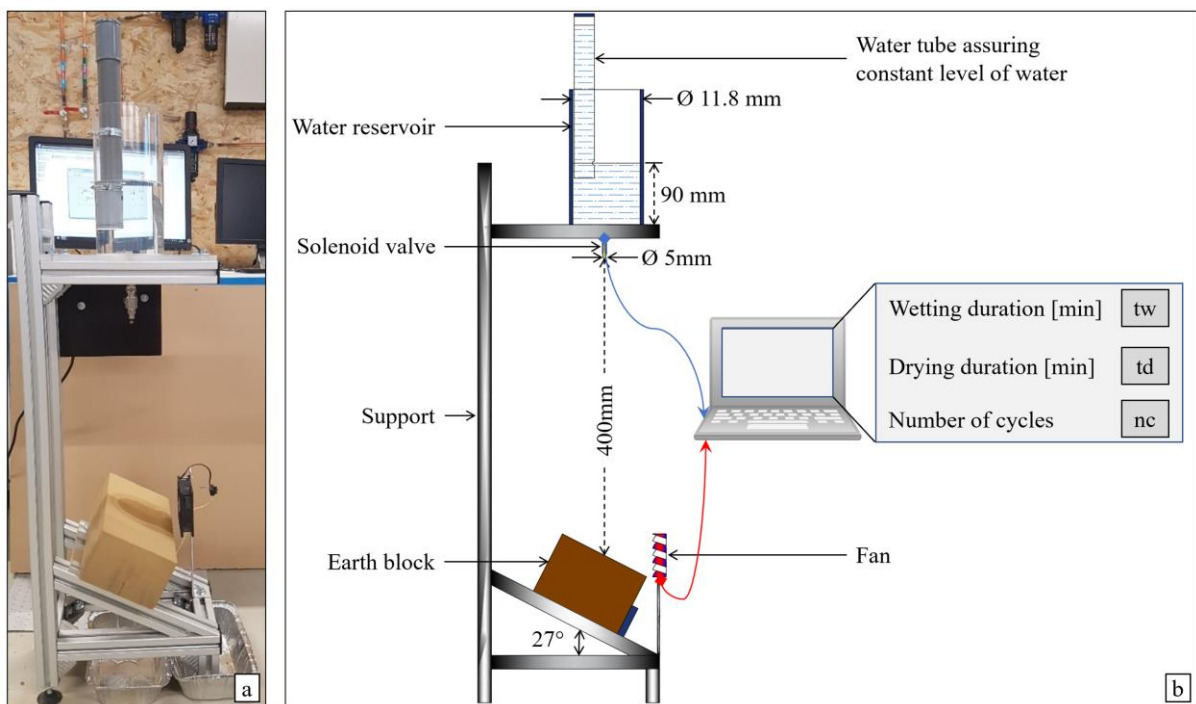 Water tube assuring
constant level of water
Ø 11.8 mm
Water reservoir
90 mm
Solenoid valve
Ø 5mm
Wetting duration [min] tw
Drying duration [min] td
Number of cycles nc
Support
400mm
Earth block
Fan
27°
a
b